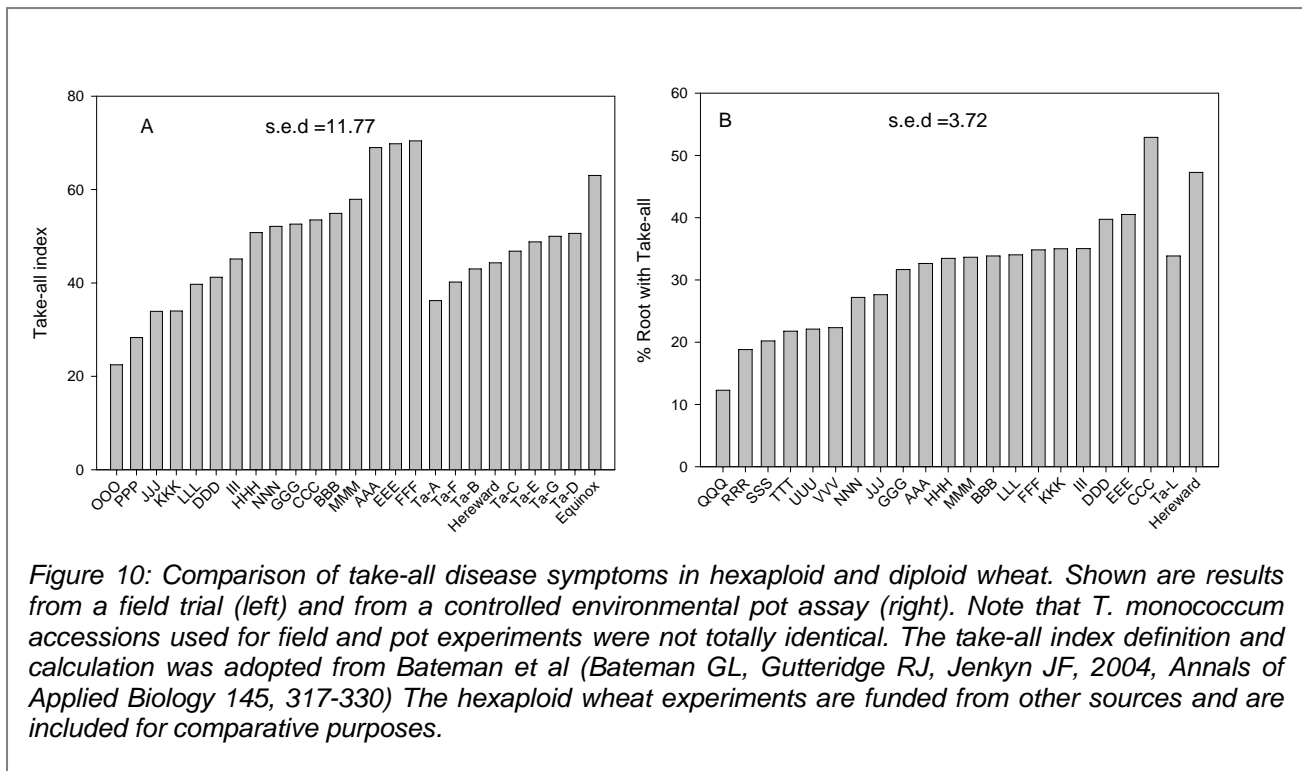 A
s.e.d =11.77
Take-all index
80
60
40
20
0
OOO
PPP
JJJ
KKK
LLL
DDD
III
HHH
NNN
GGG
CCC
BBB
MMM
AAA
EEE
FFF
Ta-A
Ta-F
Ta-B
Hereward
Ta-C
Ta-E
Ta-G
Ta-D
Equinox
B
s.e.d =3.72
% Root with Take-all
60
50
40
30
20
10
0
QQQ
RRR
SSS
TTT
UUU
VVV
NNN
JJJ
GGG
AAA
HHH
MMM
BBB
LLL
FFF
KKK
III
DDD
EEE
CCC
Ta-L
Hereward
Figure 10: Comparison of take-all disease symptoms in hexaploid and diploid wheat. Shown are results
from a field trial (left) and from a controlled environmental pot assay (right). Note that T. monococcum
accessions used for field and pot experiments were not totally identical. The take-all index definition and
calculation was adopted from Bateman et al (Bateman GL, Gutteridge RJ, Jenkyn JF, 2004, Annals of
Applied Biology 145, 317-330) The hexaploid wheat experiments are funded from other sources and are
included for comparative purposes.